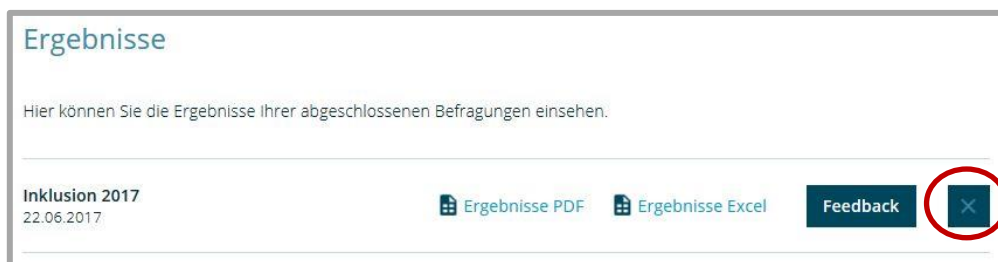 Ergebnisse
Hier können Sie die Ergebnisse Ihrer abgeschlossenen Befragungen einsehen.
Inklusion 2017
22.06.2017
Ergebnisse PDF
Ergebnisse Excel
Feedback